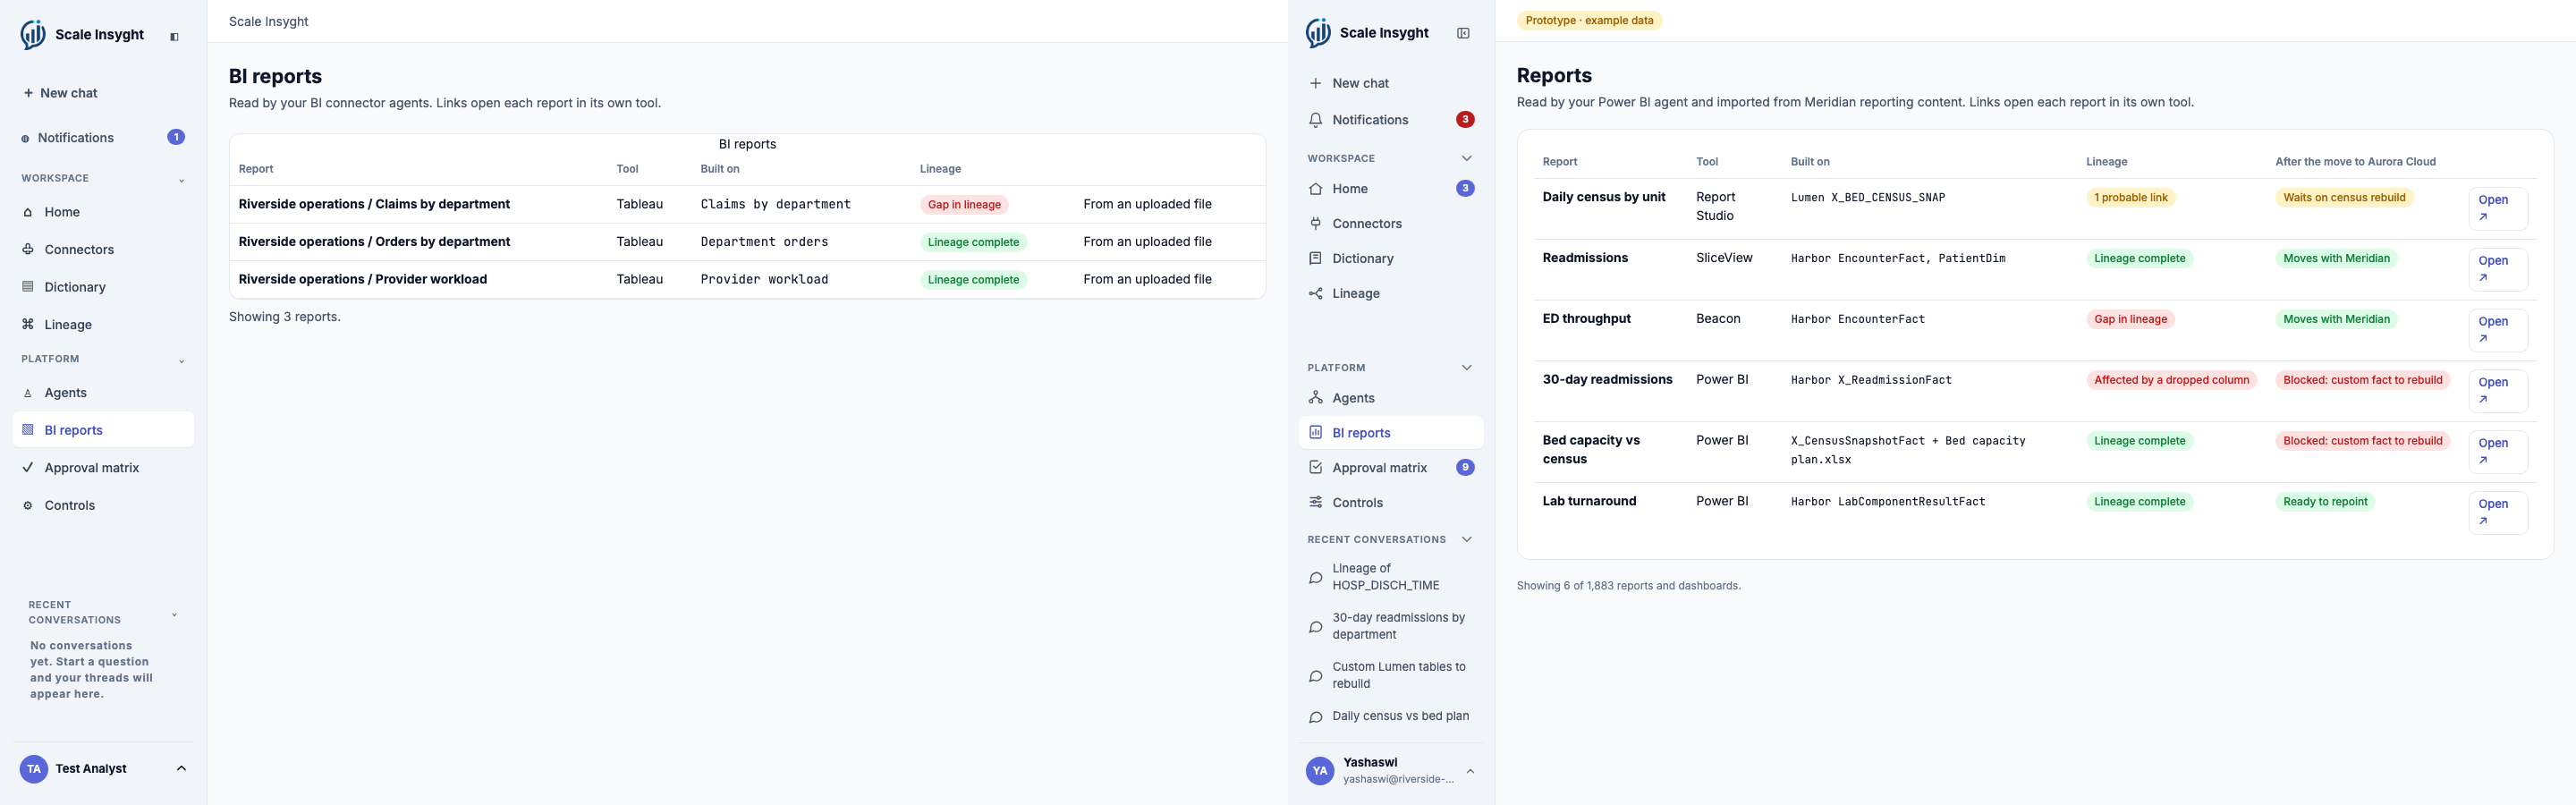 Scale Insyght
+ New chat
Notifications 1
WORKSPACE
Home
Connectors
Dictionary
Lineage
PLATFORM
Agents
BI reports
Approval matrix
Controls
RECENT
CONVERSATIONS
No conversations
yet. Start a question
and your threads will
appear here.
TA Test Analyst
Scale Insyght
BI reports
Read by your BI connector agents. Links open each report in its own tool.
BI reports
Report Tool Built on Lineage
Riverside operations / Claims by department Tableau Claims by department Gap in lineage From an uploaded file
Riverside operations / Orders by department Tableau Department orders Lineage complete From an uploaded file
Riverside operations / Provider workload Tableau Provider workload Lineage complete From an uploaded file
Showing 3 reports.
Scale Insyght
+ New chat
Notifications 3
WORKSPACE
Home 3
Connectors
Dictionary
Lineage
PLATFORM
Agents
BI reports
Approval matrix 9
Controls
RECENT CONVERSATIONS
Lineage of
HOSP_DISCH_TIME
30-day readmissions by
department
Custom Lumen tables to
rebuild
Daily census vs bed plan
YA Yashaswi
yashaswi@riverside-...
Prototype · example data
Reports
Read by your Power BI agent and imported from Meridian reporting content. Links open each report in its own tool.
Report Tool Built on Lineage After the move to Aurora Cloud
Daily census by unit Report Lumen X_BED_CENSUS_SNAP 1 probable link Waits on census rebuild Open
Studio ↗
Readmissions SliceView Harbor EncounterFact, PatientDim Lineage complete Moves with Meridian Open
↗
ED throughput Beacon Harbor EncounterFact Gap in lineage Moves with Meridian Open
↗
30-day readmissions Power BI Harbor X_ReadmissionFact Affected by a dropped column Blocked: custom fact to rebuild Open
↗
Bed capacity vs Power BI X_CensusSnapshotFact + Bed capacity Lineage complete Blocked: custom fact to rebuild Open
census plan.xlsx ↗
Lab turnaround Power BI Harbor LabComponentResultFact Lineage complete Ready to repoint Open
↗
Showing 6 of 1,883 reports and dashboards.